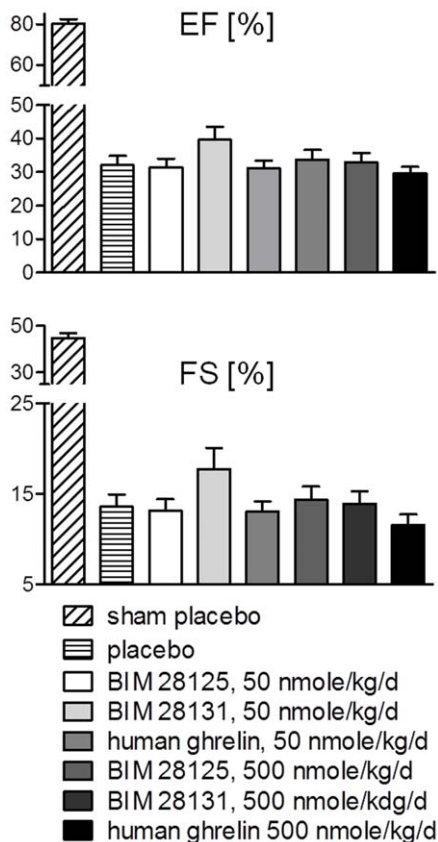 EF [%]
80
60
50
40
30
20
10
0
FS [%]
50
30
25
15
5
sham placebo
placebo
BIM 28125, 50 nmole/kg/d
BIM 28131, 50 nmole/kg/d
human ghrelin, 50 nmole/kg/d
BIM 28125, 500 nmole/kg/d
BIM 28131, 500 nmole/kdg/d
human ghrelin 500 nmole/kg/d